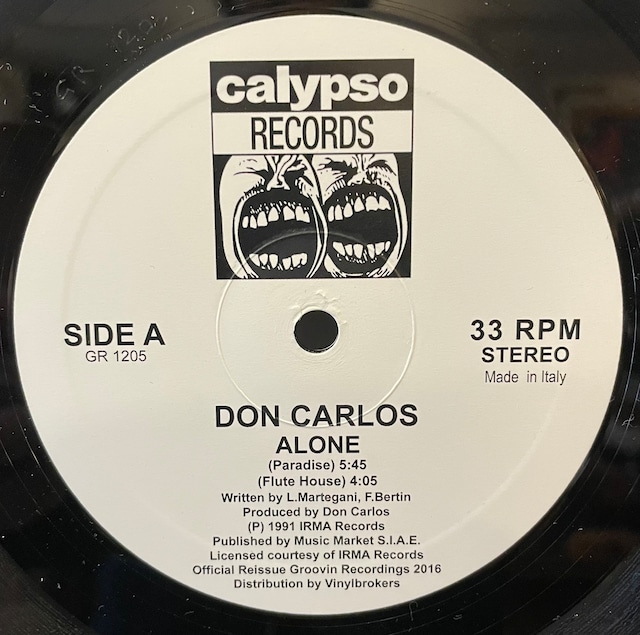 calypso
RECORDS
SIDE A
GR 1205
33 RPM
STEREO
Made in Italy
DON CARLOS
ALONE
(Paradise) 5:45
(Flute House) 4:05
Written by L.Martegani, F.Bertin
Produced by Don Carlos
(P) 1991 IRMA Records
Published by Music Market S.I.A.E.
Licensed courtesy of IRMA Records
Official Reissue Groovin Recordings 2016
Distribution by Vinylbrokers